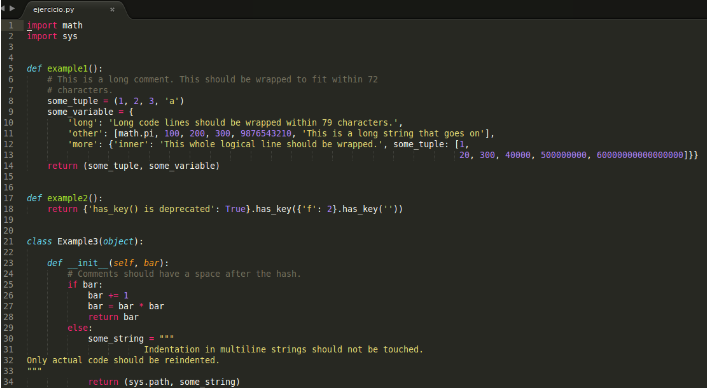 ejercicio.py
1 import math
2 import sys
3
4
5 def example1():
6     # This is a long comment. This should be wrapped to fit within 72
7     # characters.
8     some_tuple = (1, 2, 3, 'a')
9     some_variable = {
10         'long': 'Long code lines should be wrapped within 79 characters.',
11         'other': [math.pi, 100, 200, 300, 9876543210, 'This is a long string that goes on'],
12         'more': {'inner': 'This whole logical line should be wrapped.', some_tuple: [1,
13                                                                                     20, 300, 40000, 500000000, 60000000000000000]}}
14     return (some_tuple, some_variable)
15
16
17 def example2():
18     return {'has_key() is deprecated': True}.has_key({'f': 2}.has_key(''))
19
20
21 class Example3(object):
22
23     def __init__(self, bar):
24         # Comments should have a space after the hash.
25         if bar:
26             bar += 1
27             bar = bar * bar
28             return bar
29         else:
30             some_string = """
31                        Indentation in multiline strings should not be touched.
32 Only actual code should be reindented.
33 """
34             return (sys.path, some_string)